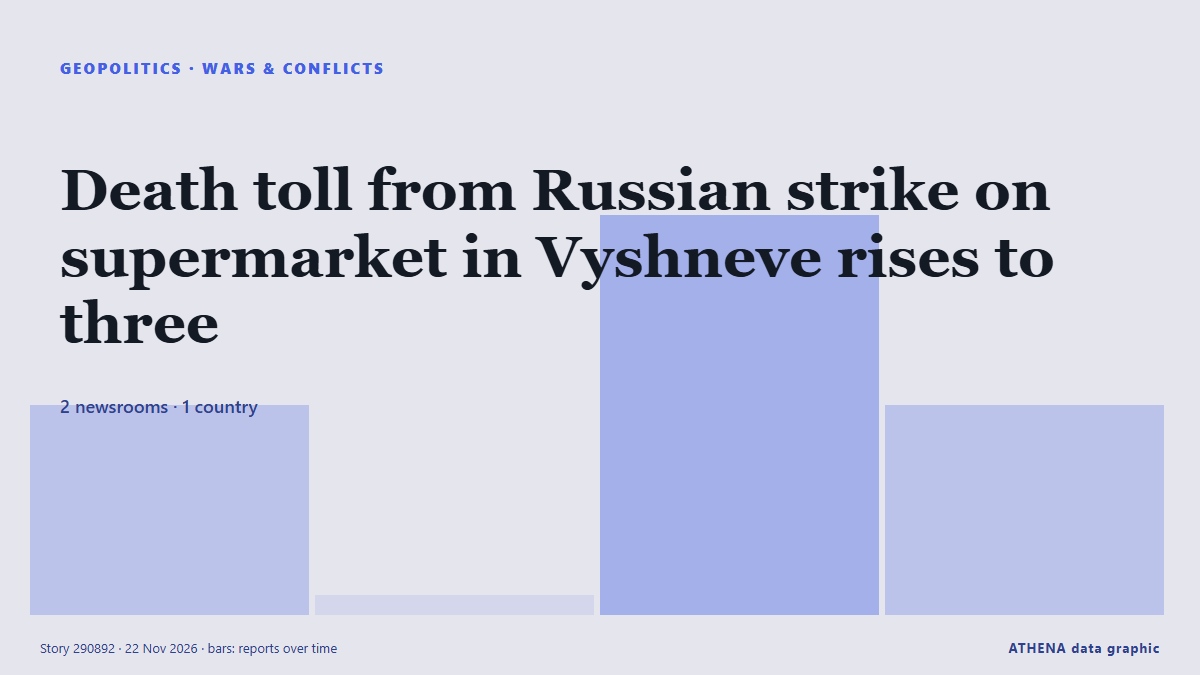 GEOPOLITICS · WARS & CONFLICTS
Death toll from Russian strike on
supermarket in Vyshneve rises to
three
2 newsrooms · 1 country
Story 290892 · 22 Nov 2026 · bars: reports over time
ATHENA data graphic